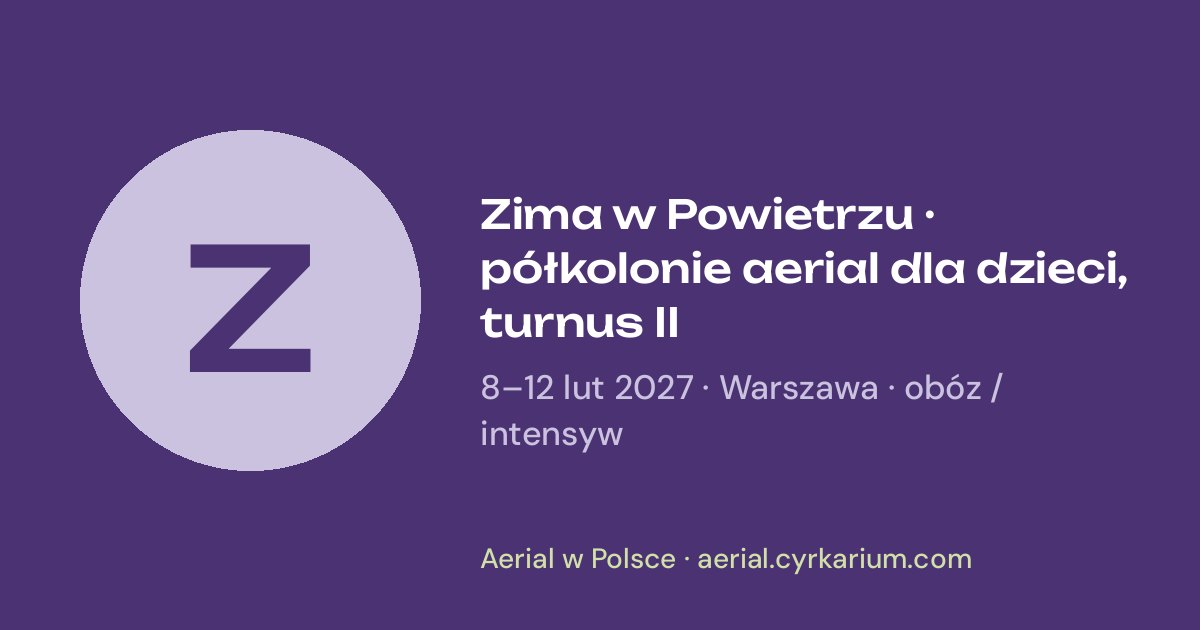 Z
Zima w Powietrzu ·
półkolonie aerial dla dzieci,
turnus II
8–12 lut 2027 · Warszawa · obóz /
intensyw
Aerial w Polsce · aerial.cyrkarium.com